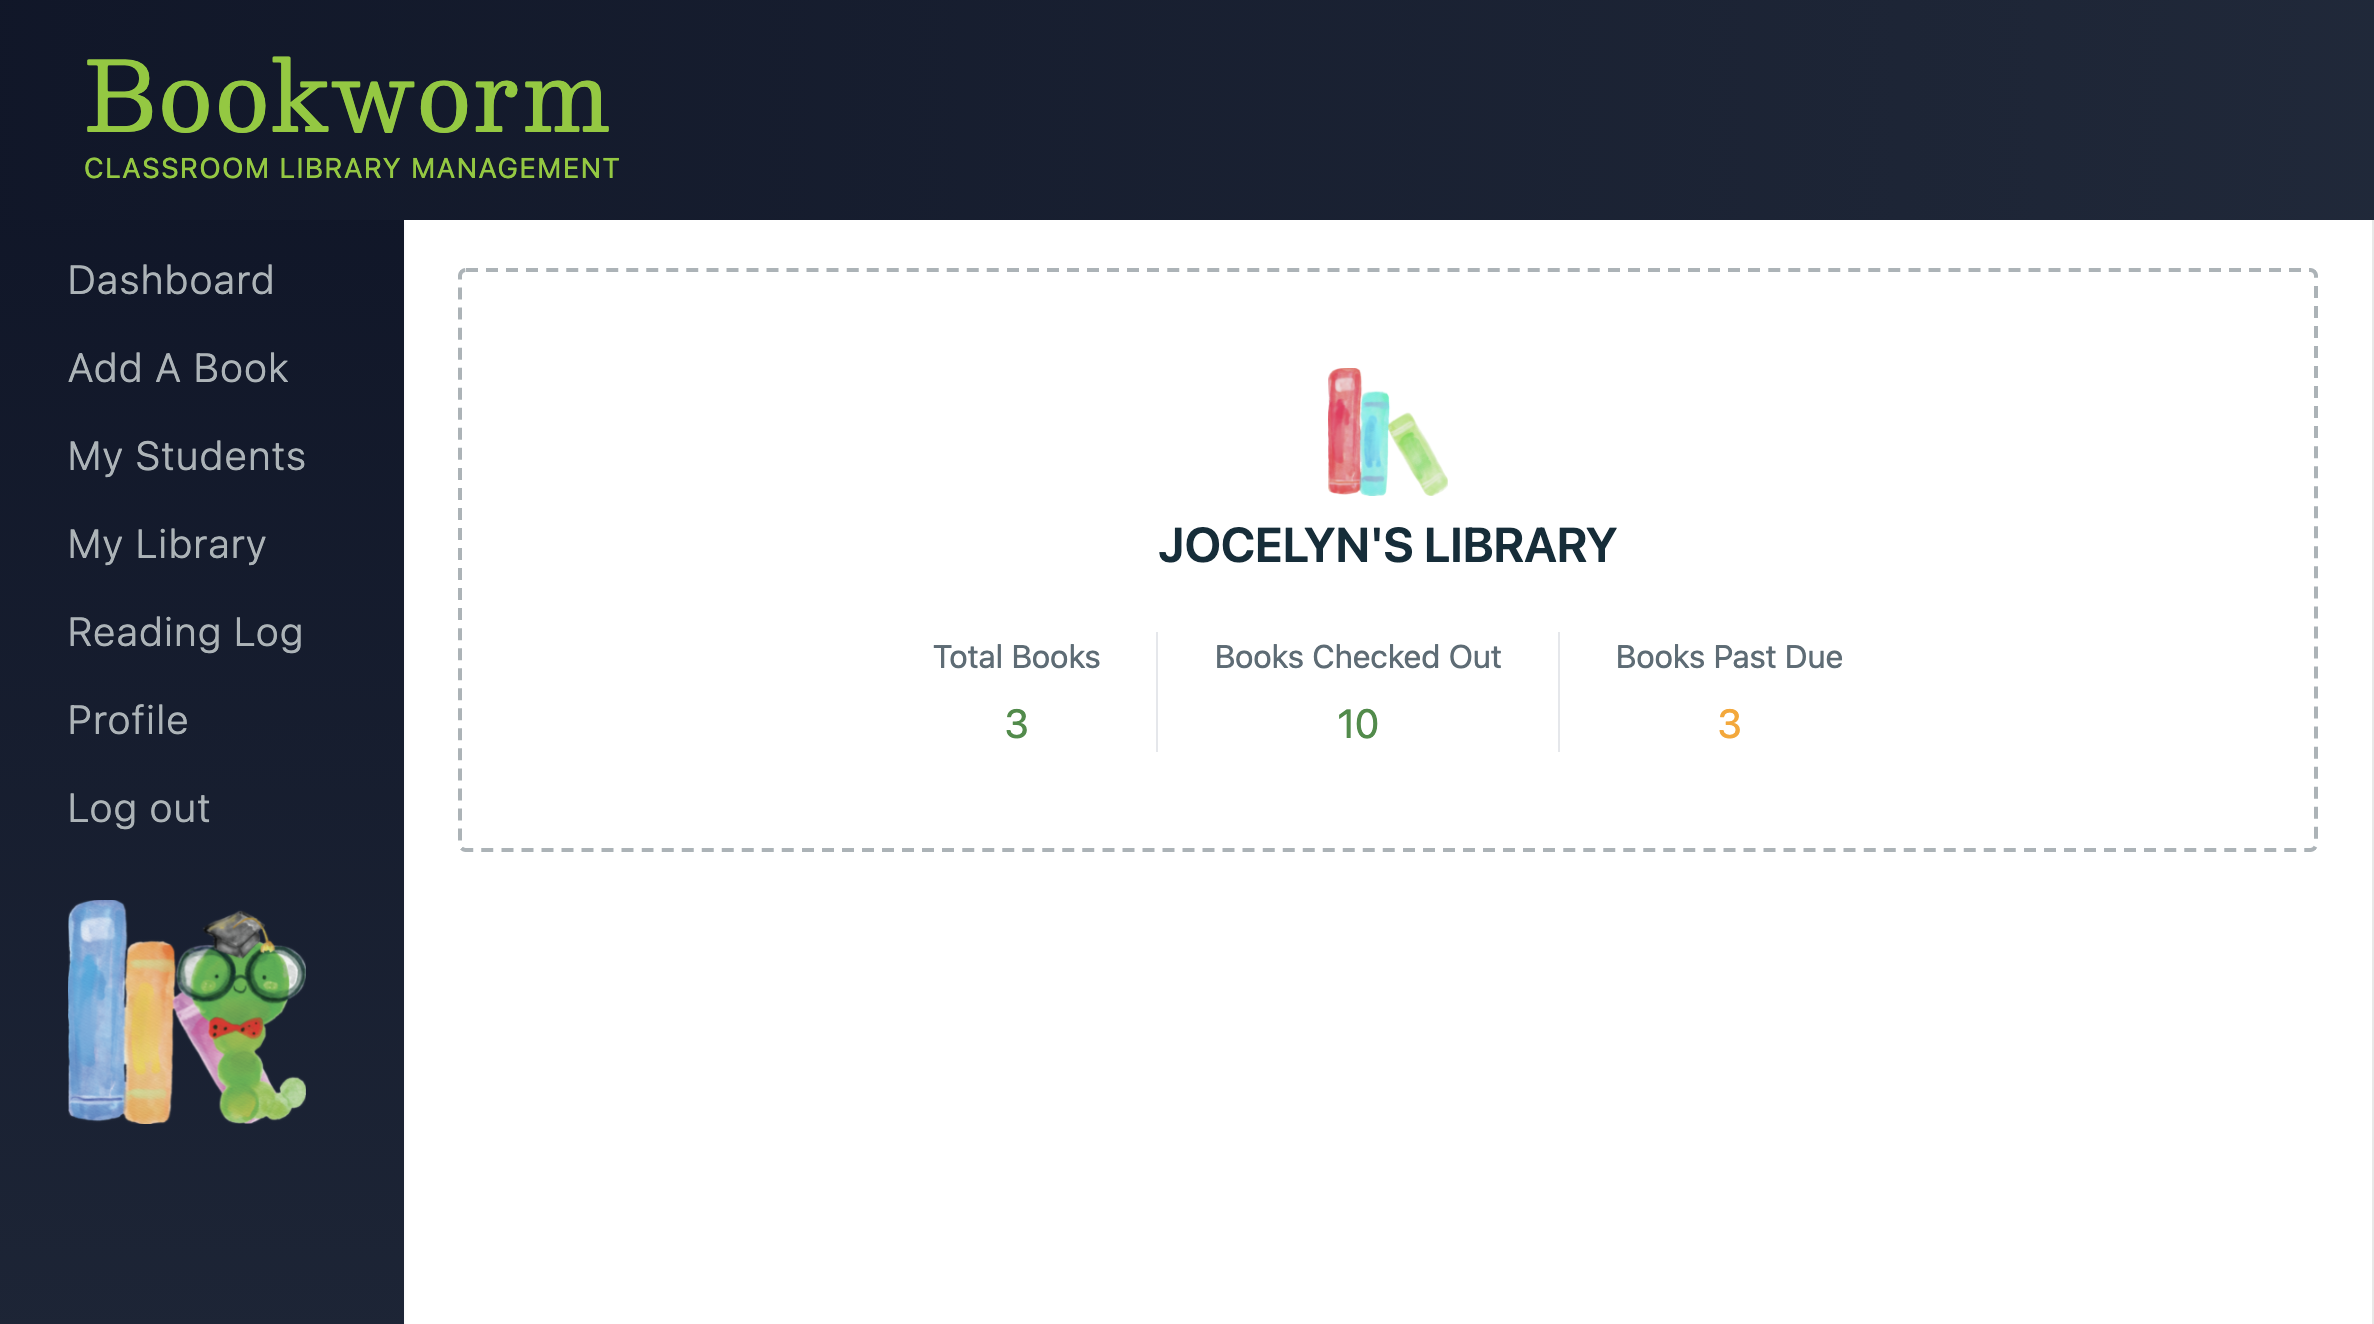 Bookworm
CLASSROOM LIBRARY MANAGEMENT
Dashboard
Add A Book
My Students
My Library
Reading Log
Profile
Log out
JOCELYN'S LIBRARY
Total Books
3
Books Checked Out
10
Books Past Due
3